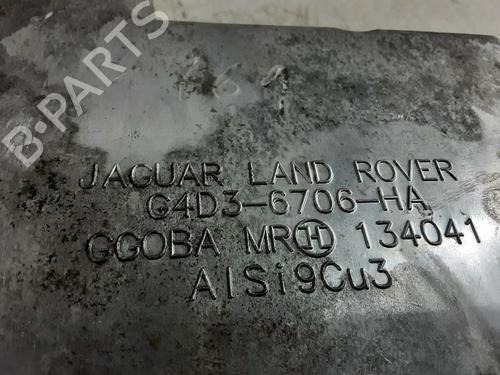 B-PARTS
JAGUAR LAND ROVER
G4D3-6706-HA
GGOBA MR H 134041
AlSi9Cu3